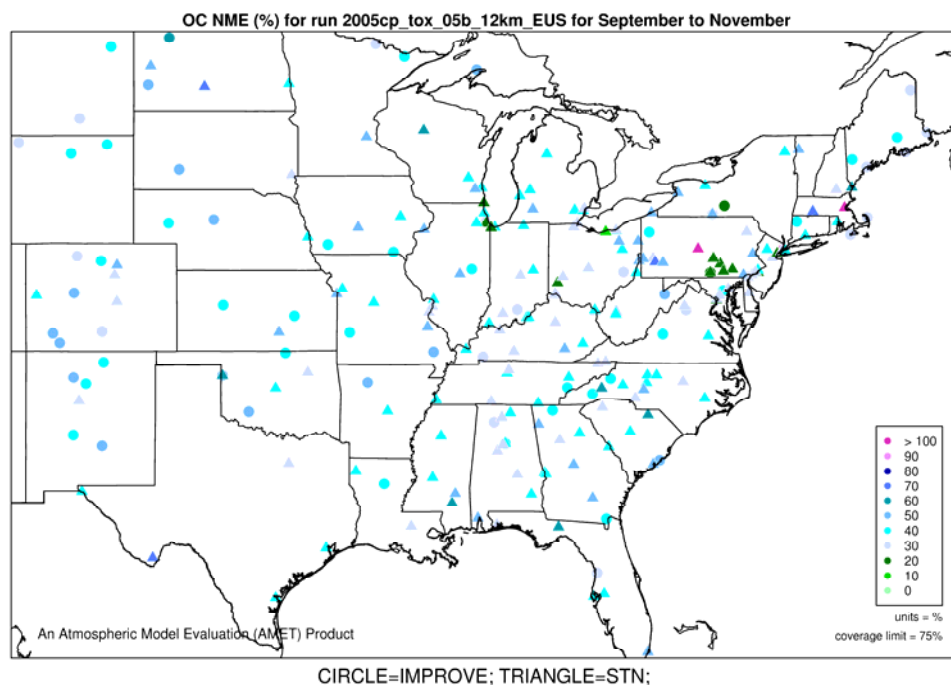 OC NME (%) for run 2005cp_tox_05b_12km_EUS for September to November
> 100
90
80
70
60
50
40
30
20
10
0
units = %
coverage limit = 75%
An Atmospheric Model Evaluation (AMET) Product
CIRCLE=IMPROVE; TRIANGLE=STN;